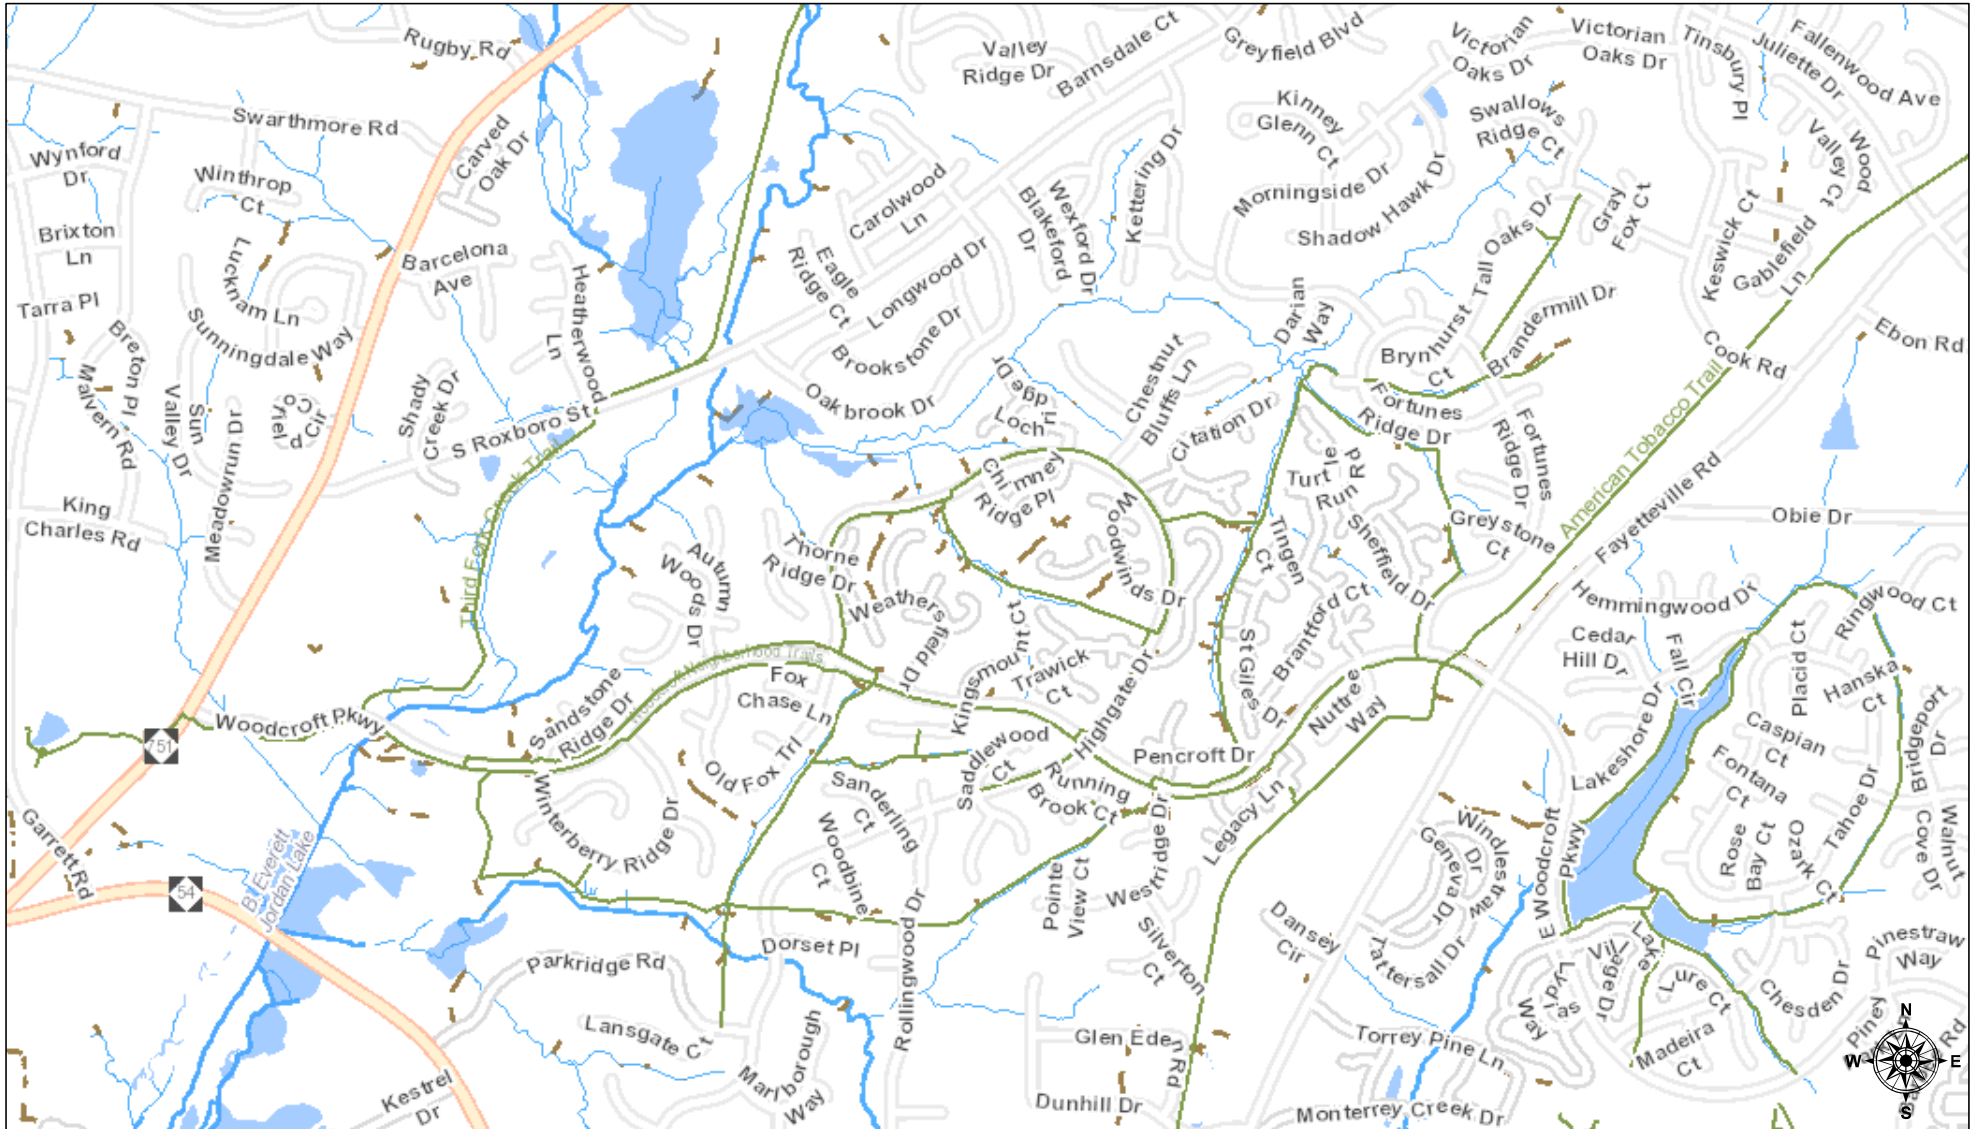 Rugby Rd
Valley
Ridge Dr
Barnsdale Ct
Greyfield Blvd
Victorian
Oaks Dr
Victorian
Oaks Dr
Tinsbury Pl
Juliette Dr
Fallenwood Ave
Swarthmore Rd
Carved
Oak Dr
Kinney
Glenn Ct
Swallows
Ridge Ct
Wood
Valley Ct
Wynford
Dr
Winthrop
Ct
Carolwood
Ln
Wexford Dr
Blakeford
Dr
Kettering Dr
Morningside Dr
Shadow Hawk Dr
Tall Oaks Dr
Gray
Fox Ct
Keswick Ct
Gablefield
Ln
Brixton
Ln
Lucknam Ln
Barcelona
Ave
Heatherwood
Ln
Eagle
Ridge Ct
Longwood Dr
Darian
Way
Tarra Pl
Breton Pl
Malvern Rd
Sunningdale Way
Brookstone Dr
Brynhurst
Ct
Brandermill Dr
Cook Rd
Ebon Rd
Sun
Valley Dr
Meadowrun Dr
Shady
Creek Dr
S Roxboro St
Oakbrook Dr
Loch
Chestnut
Bluffs Ln
Citation Dr
Fortunes
Ridge Dr
Fortunes
Ridge Dr
American Tobacco Trail
Third Fork Creek Trail
Chimney
Ridge Pl
Woodwinds Dr
Turtle
Run Rd
Sheffield Dr
Greystone
Ct
Fayetteville Rd
Obie Dr
King
Charles Rd
Autumn
Woods Dr
Thorne
Ridge Dr
Weathersfield Dr
Kingsmount Ct
Trawick
Ct
Tingen
Ct
Brantford Ct
St Giles Dr
Hemmingwood Dr
Ringwood Ct
Cedar
Hill Dr
Fall Cir
Placid Ct
Hanska
Ct
Woodcroft Neighborhood Trails
Woodcroft Pkwy
Sandstone
Ridge Dr
Fox
Chase Ln
Old Fox Trl
Highgate Dr
Pencroft Dr
Nuttree
Way
Lakeshore Dr
Caspian
Ct
Fontana
Ct
Bridgeport
Dr
751
Garrett Rd
Winterberry Ridge Dr
Sanderling
Ct
Saddlewood
Ct
Running
Brook Ct
Westridge Dr
Legacy Ln
Windlestraw
Dr
Geneva Dr
E Woodcroft
Pkwy
Rose
Bay Ct
Ozark Ct
Tahoe Dr
Walnut
Cove Dr
54
B. Everett
Jordan Lake
Woodbine
Ct
Pointe
View Ct
Silverton
Ct
Dansey
Cir
Tattersall Dr
Village Dr
Lake
Lure Ct
Chesden Dr
Pinestraw
Way
Parkridge Rd
Dorset Pl
Rollingwood Dr
Lansgate Ct
Marlborough
Way
Glen Eden Rd
Torrey Pine Ln
Way
Madeira
Ct
Piney
Rd
Kestrel
Dr
Dunhill Dr
Monterrey Creek Dr
N
W
E
S